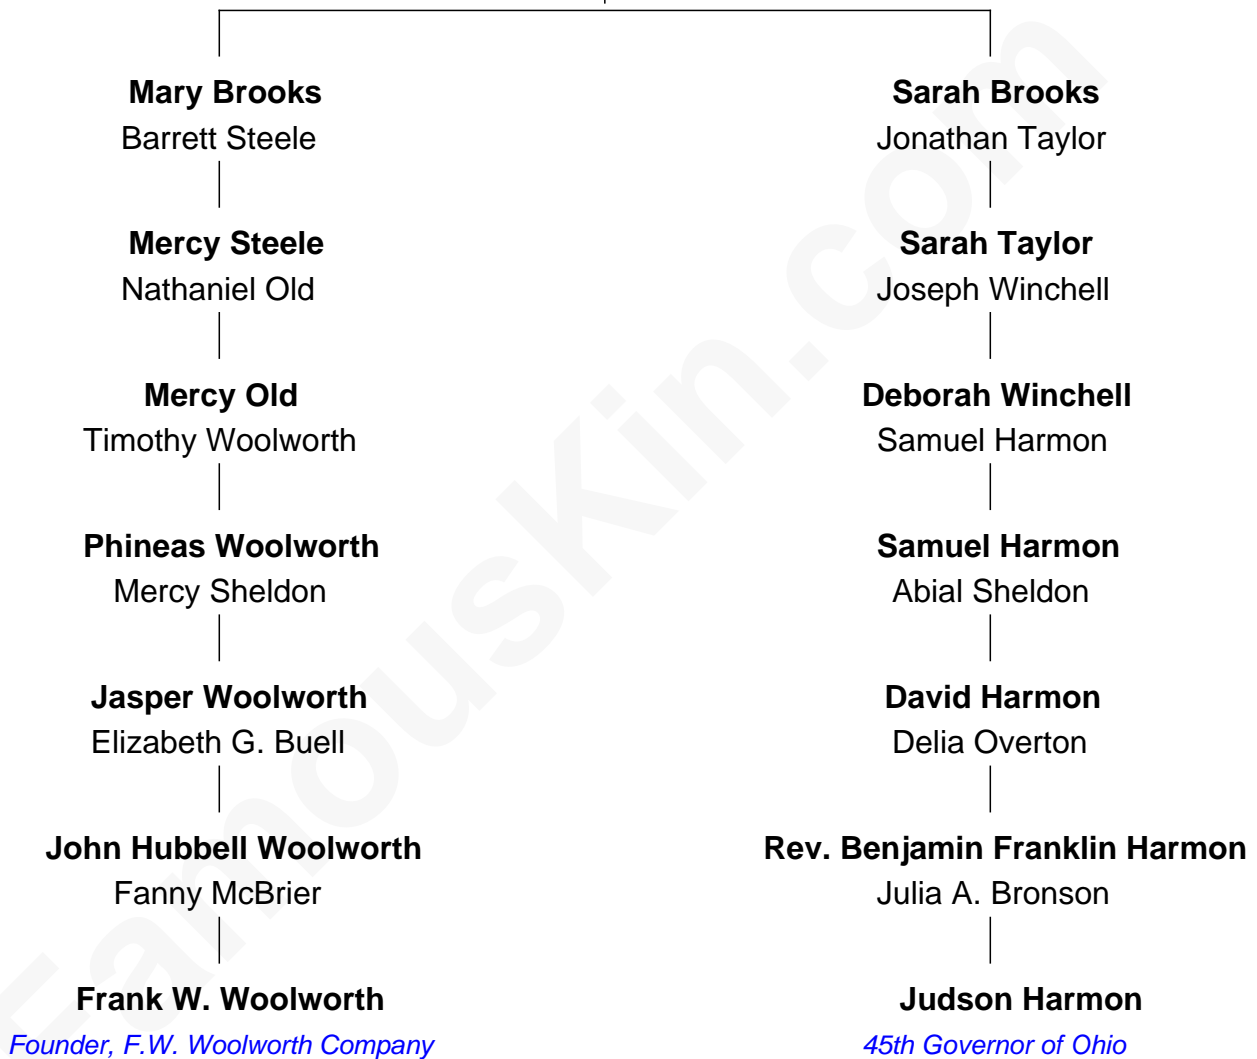 Mary Brooks
Barrett Steele
Sarah Brooks
Jonathan Taylor
Mercy Steele
Nathaniel Old
Sarah Taylor
Joseph Winchell
Mercy Old
Timothy Woolworth
Deborah Winchell
Samuel Harmon
Phineas Woolworth
Mercy Sheldon
Samuel Harmon
Abial Sheldon
Jasper Woolworth
Elizabeth G. Buell
David Harmon
Delia Overton
John Hubbell Woolworth
Fanny McBrier
Rev. Benjamin Franklin Harmon
Julia A. Bronson
Frank W. Woolworth
Founder, F.W. Woolworth Company
Judson Harmon
45th Governor of Ohio
FamousKin.com